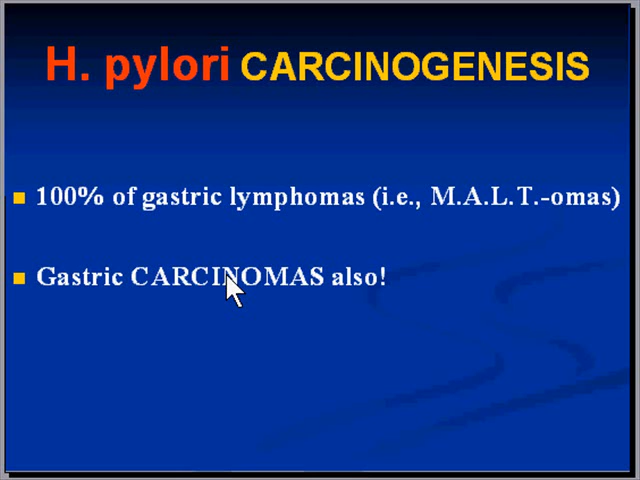 H. pylori CARCINOGENESIS
100% of gastric lymphomas (i.e., M.A.L.T.-omas)
Gastric CARCINOMAS also!